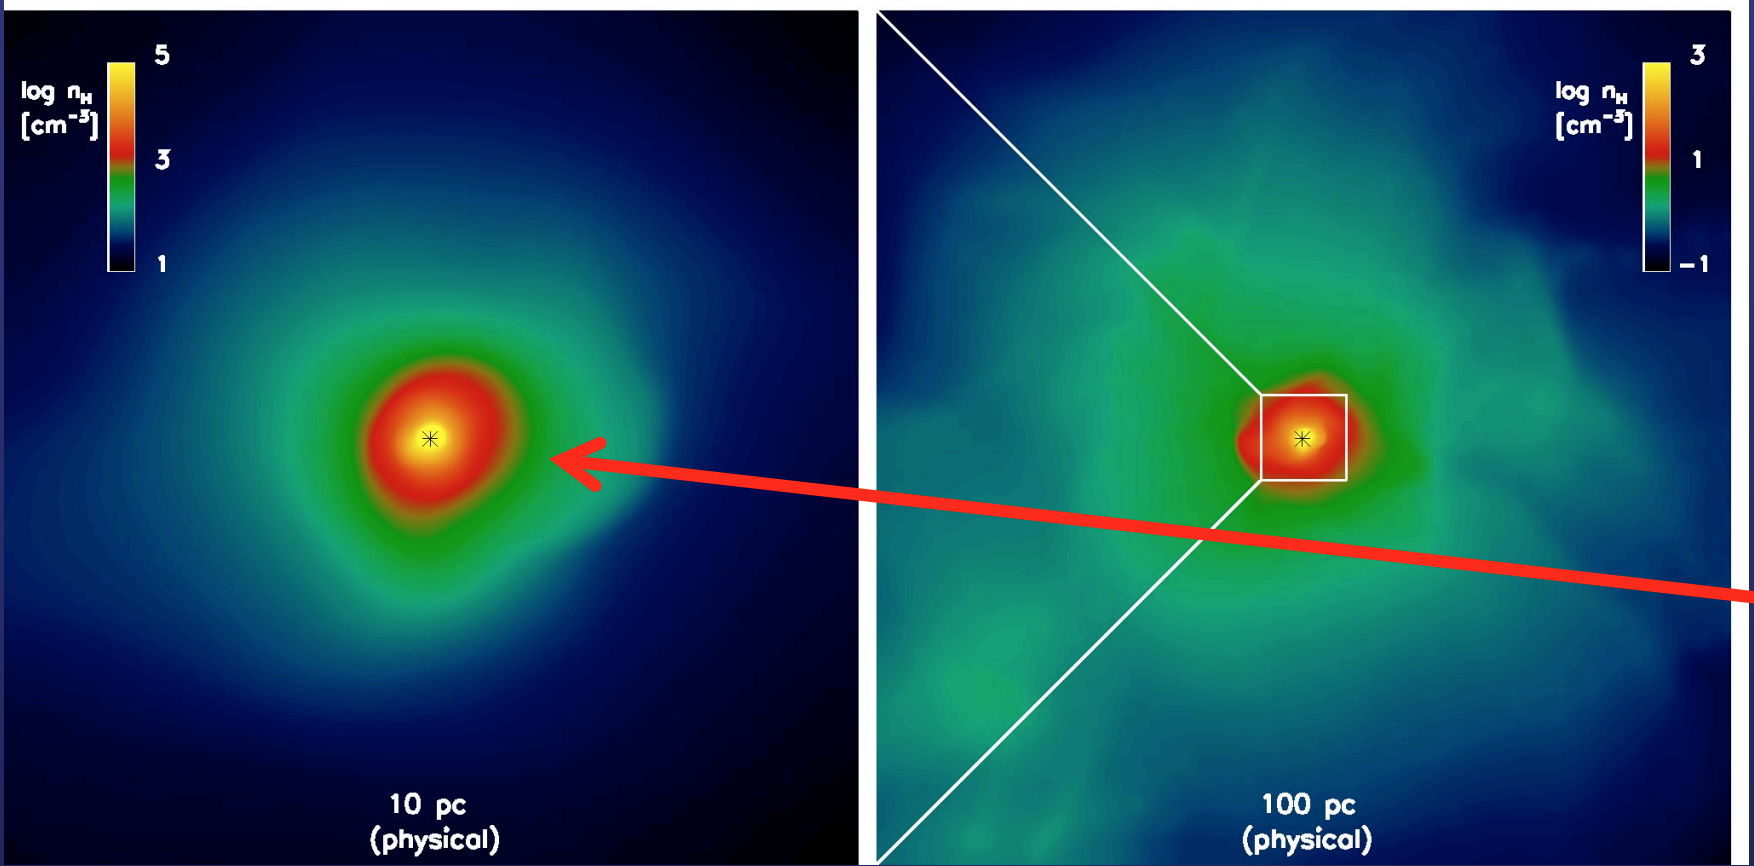 5
log n_H
[cm⁻³]
3
1
10 pc
(physical)
3
log n_H
[cm⁻³]
1
−1
100 pc
(physical)